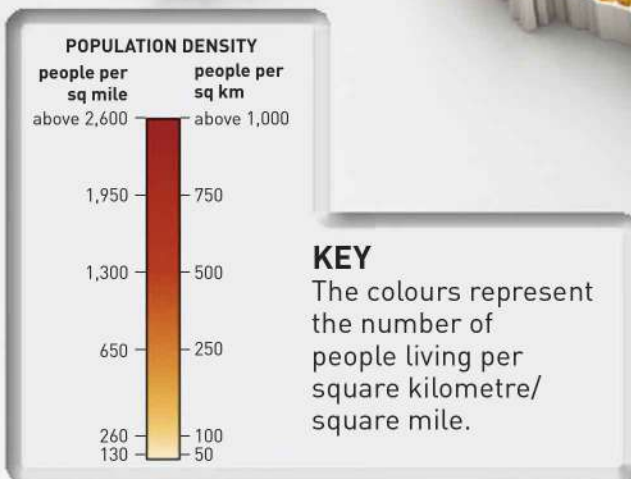 POPULATION DENSITY
people per people per
sq mile sq km
above 2,600 above 1,000
1,950 750
1,300 500
650 250
260 100
130 50
KEY
The colours represent
the number of
people living per
square kilometre/
square mile.